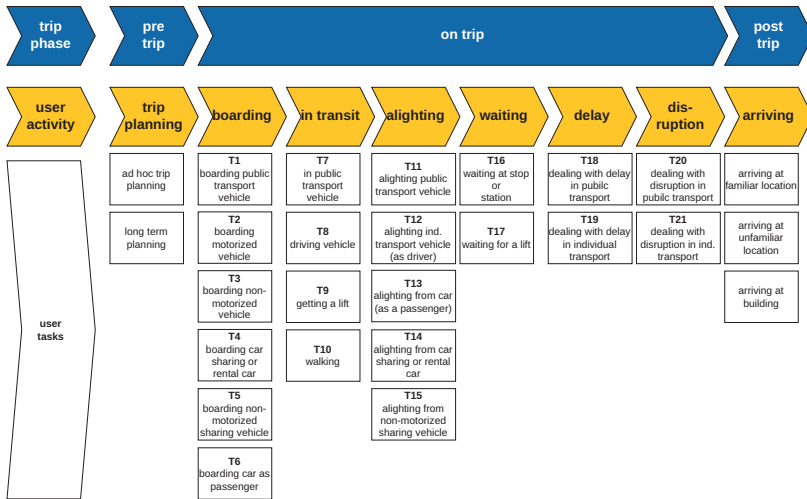 trip
phase
pre
trip
on trip
post
trip
user
activity
trip
planning
boarding
in transit
alighting
waiting
delay
dis-
ruption
arriving
user
tasks
ad hoc trip
planning
long term
planning
T1
boarding public
transport
vehicle
T2
boarding
motorized
vehicle
T3
boarding non-
motorized
vehicle
T4
boarding car
sharing or
rental car
T5
boarding non-
motorized
sharing vehicle
T6
boarding car as
passenger
T7
in public
transport
vehicle
T8
driving vehicle
T9
getting a lift
T10
walking
T11
alighting public
transport vehicle
T12
alighting ind.
transport vehicle
(as driver)
T13
alighting from car
(as a passenger)
T14
alighting from car
sharing or rental
car
T15
alighting from
non-motorized
sharing vehicle
T16
waiting at stop
or
station
T17
waiting for a lift
T18
dealing with delay
in pubilc
transport
T19
dealing with delay
in individual
transport
T20
dealing with
disruption in
pubilc transport
T21
dealing with
disruption in ind.
transport
arriving at
familiar location
arriving at
unfamiliar
location
arriving at
building